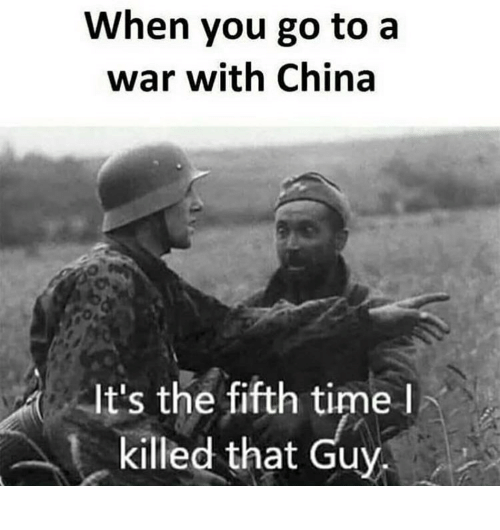 When you go to a
war with China
It's the fifth time I
killed that Guy.